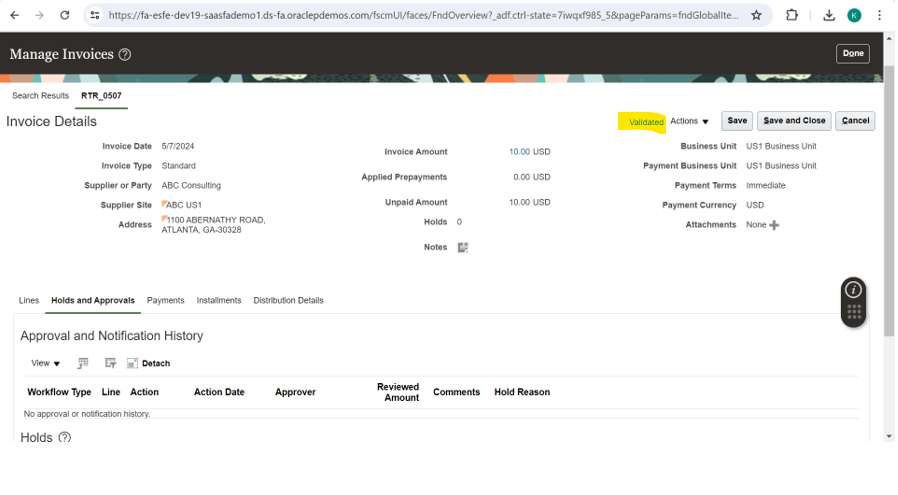 https://fa-esfe-dev19-saasfademo1.ds-fa.oraclepdemos.com/fscmUI/faces/FndOverview?_adf.ctrl-state=7iwqxf985_5&pageParams=fndGlobalIte...
K
Manage Invoices ?
Done
Search Results RTR_0507
Invoice Details
Validated Actions Save Save and Close Cancel
Invoice Date 5/7/2024
Invoice Type Standard
Supplier or Party ABC Consulting
Supplier Site ABC US1
Address 1100 ABERNATHY ROAD,
ATLANTA, GA-30328
Invoice Amount 10.00 USD
Applied Prepayments 0.00 USD
Unpaid Amount 10.00 USD
Holds 0
Notes
Business Unit US1 Business Unit
Payment Business Unit US1 Business Unit
Payment Terms Immediate
Payment Currency USD
Attachments None
Lines Holds and Approvals Payments Installments Distribution Details
Approval and Notification History
View Detach
Workflow Type Line Action Action Date Approver Reviewed Amount Comments Hold Reason
No approval or notification history.
Holds ?